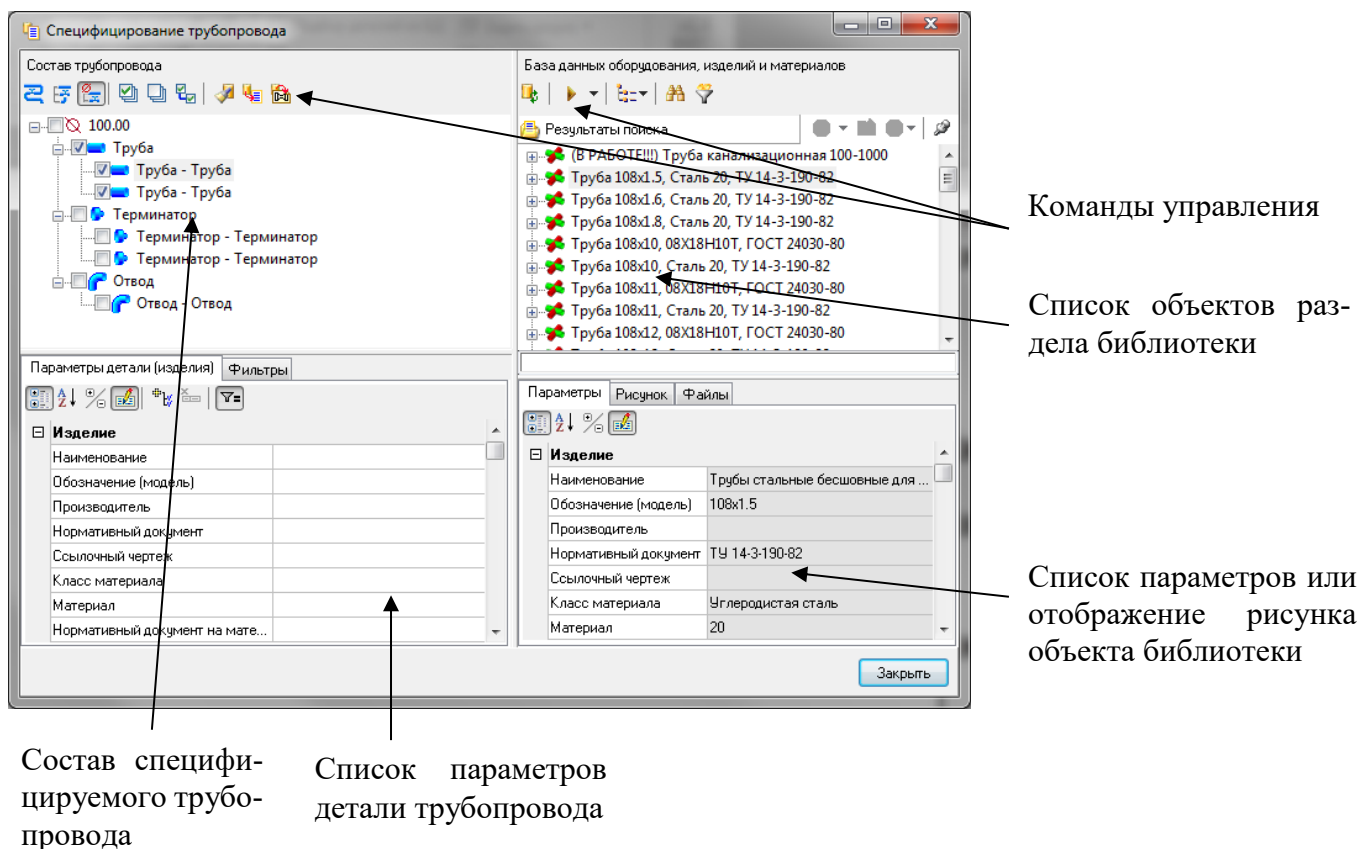 Специфицирование трубопровода
Состав трубопровода
100.00
Труба
Труба - Труба
Труба - Труба
Терминатор
Терминатор - Терминатор
Терминатор - Терминатор
Отвод
Отвод - Отвод
Параметры детали (изделия)
Фильтры
Изделие
Наименование
Обозначение (модель)
Производитель
Нормативный документ
Ссылочный чертеж
Класс материала
Материал
Нормативный документ на мате...
База данных оборудования, изделий и материалов
Результаты поиска
(В РАБОТЕ!!!) Труба канализационная 100-1000
Труба 108x1.5, Сталь 20, ТУ 14-3-190-82
Труба 108x1.6, Сталь 20, ТУ 14-3-190-82
Труба 108x1.8, Сталь 20, ТУ 14-3-190-82
Труба 108x10, 08Х18Н10Т, ГОСТ 24030-80
Труба 108x10, Сталь 20, ТУ 14-3-190-82
Труба 108x11, 08Х18Н10Т, ГОСТ 24030-80
Труба 108x11, Сталь 20, ТУ 14-3-190-82
Труба 108x12, 08Х18Н10Т, ГОСТ 24030-80
Параметры
Рисунок
Файлы
Изделие
Наименование Трубы стальные бесшовные для ...
Обозначение (модель) 108x1.5
Производитель
Нормативный документ ТУ 14-3-190-82
Ссылочный чертеж
Класс материала Углеродистая сталь
Материал 20
Закрыть
Команды управления
Список объектов раз-
дела библиотеки
Список параметров или
отображение рисунка
объекта библиотеки
Состав специфи-
цируемого трубо-
провода
Список параметров
детали трубопровода